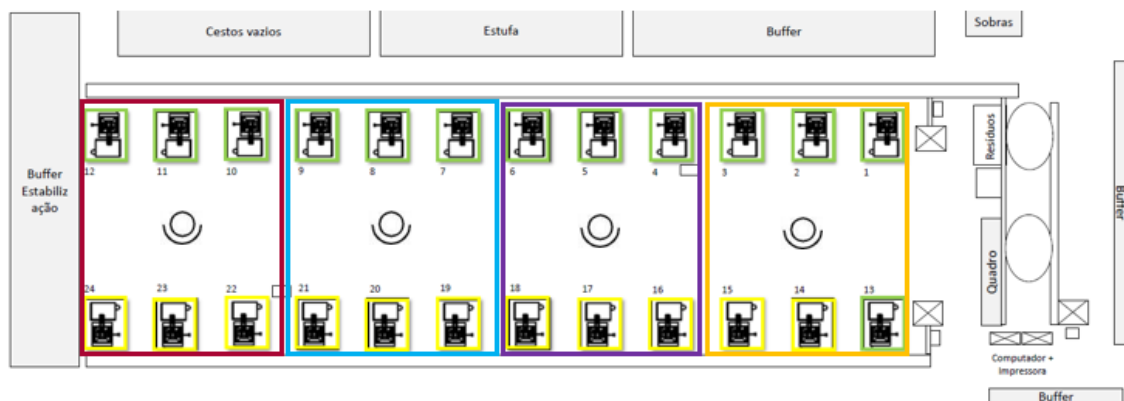 Cestos vazios
Estufa
Buffer
Sobras
Buffer
Estabiliz
ação
12
11
10
9
8
7
6
5
4
3
2
1
Resíduos
Buffer
24
23
22
21
20
19
18
17
16
15
14
13
Quadro
Computador +
Impressora
Buffer